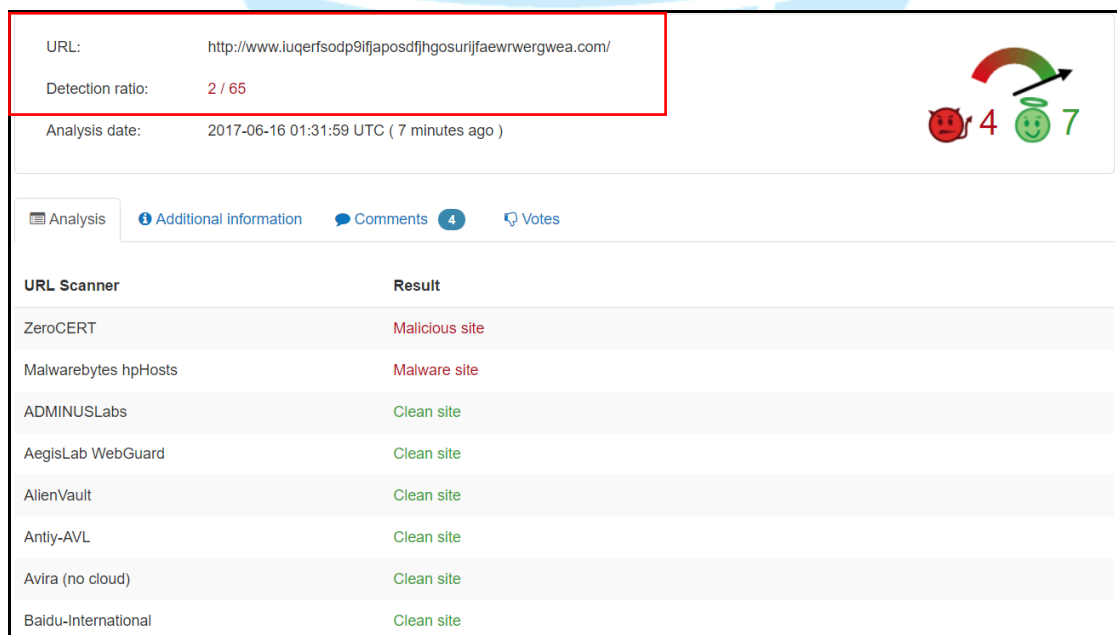 URL: http://www.iuqerfsodp9ifjaposdfjhgosurijfaewrwergwea.com/
Detection ratio: 2 / 65
Analysis date: 2017-06-16 01:31:59 UTC ( 7 minutes ago )
4 7
Analysis Additional information Comments 4 Votes
URL Scanner Result
ZeroCERT Malicious site
Malwarebytes hpHosts Malware site
ADMINUSLabs Clean site
AegisLab WebGuard Clean site
AlienVault Clean site
Antiy-AVL Clean site
Avira (no cloud) Clean site
Baidu-International Clean site